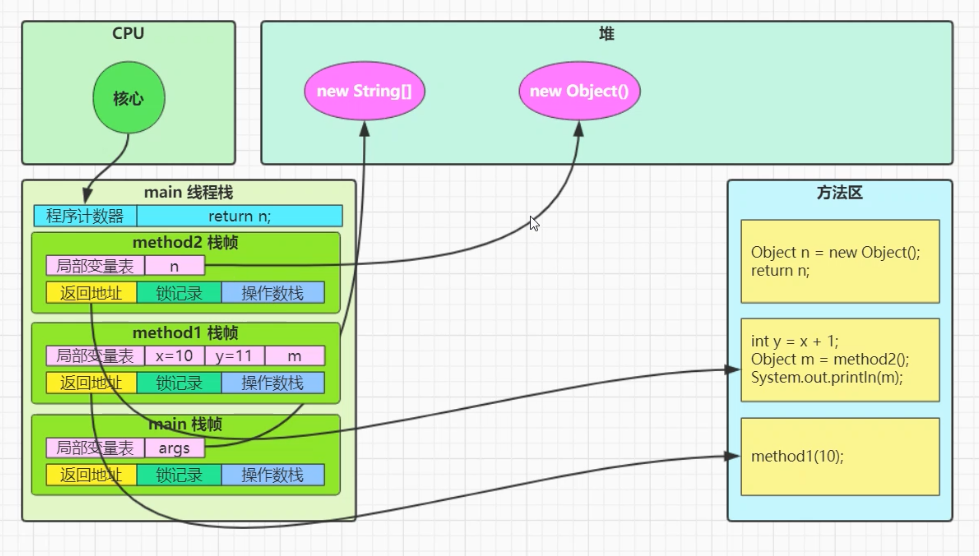 CPU
核心
堆
new String[]
new Object()
main 线程栈
程序计数器
return n;
method2 栈帧
局部变量表
n
返回地址
锁记录
操作数栈
method1 栈帧
局部变量表
x=10
y=11
m
返回地址
锁记录
操作数栈
main 栈帧
局部变量表
args
返回地址
锁记录
操作数栈
方法区
Object n = new Object();
return n;
int y = x + 1;
Object m = method2();
System.out.println(m);
method1(10);